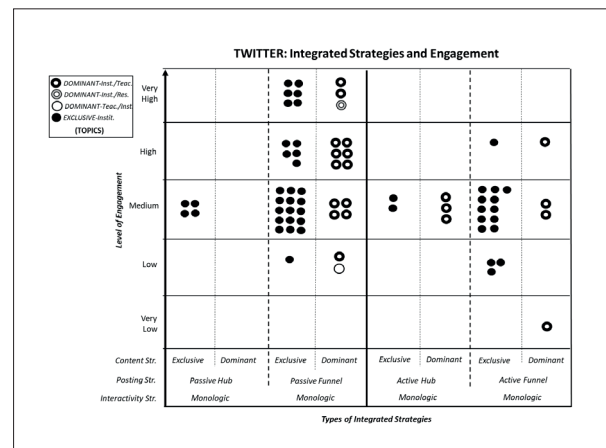 TWITTER: Integrated Strategies and Engagement
DOMINANT-Inst./Teac.
DOMINANT-Inst./Res.
DOMINANT-Teac./Inst.
EXCLUSIVE-Instit.
(TOPICS)
Level of Engagement
Very
High
High
Medium
Low
Very
Low
Content Str. Exclusive Dominant Exclusive Dominant Exclusive Dominant Exclusive Dominant
Posting Str. Passive Hub Passive Funnel Active Hub Active Funnel
Interactivity Str. Monologic Monologic Monologic Monologic
Types of Integrated Strategies